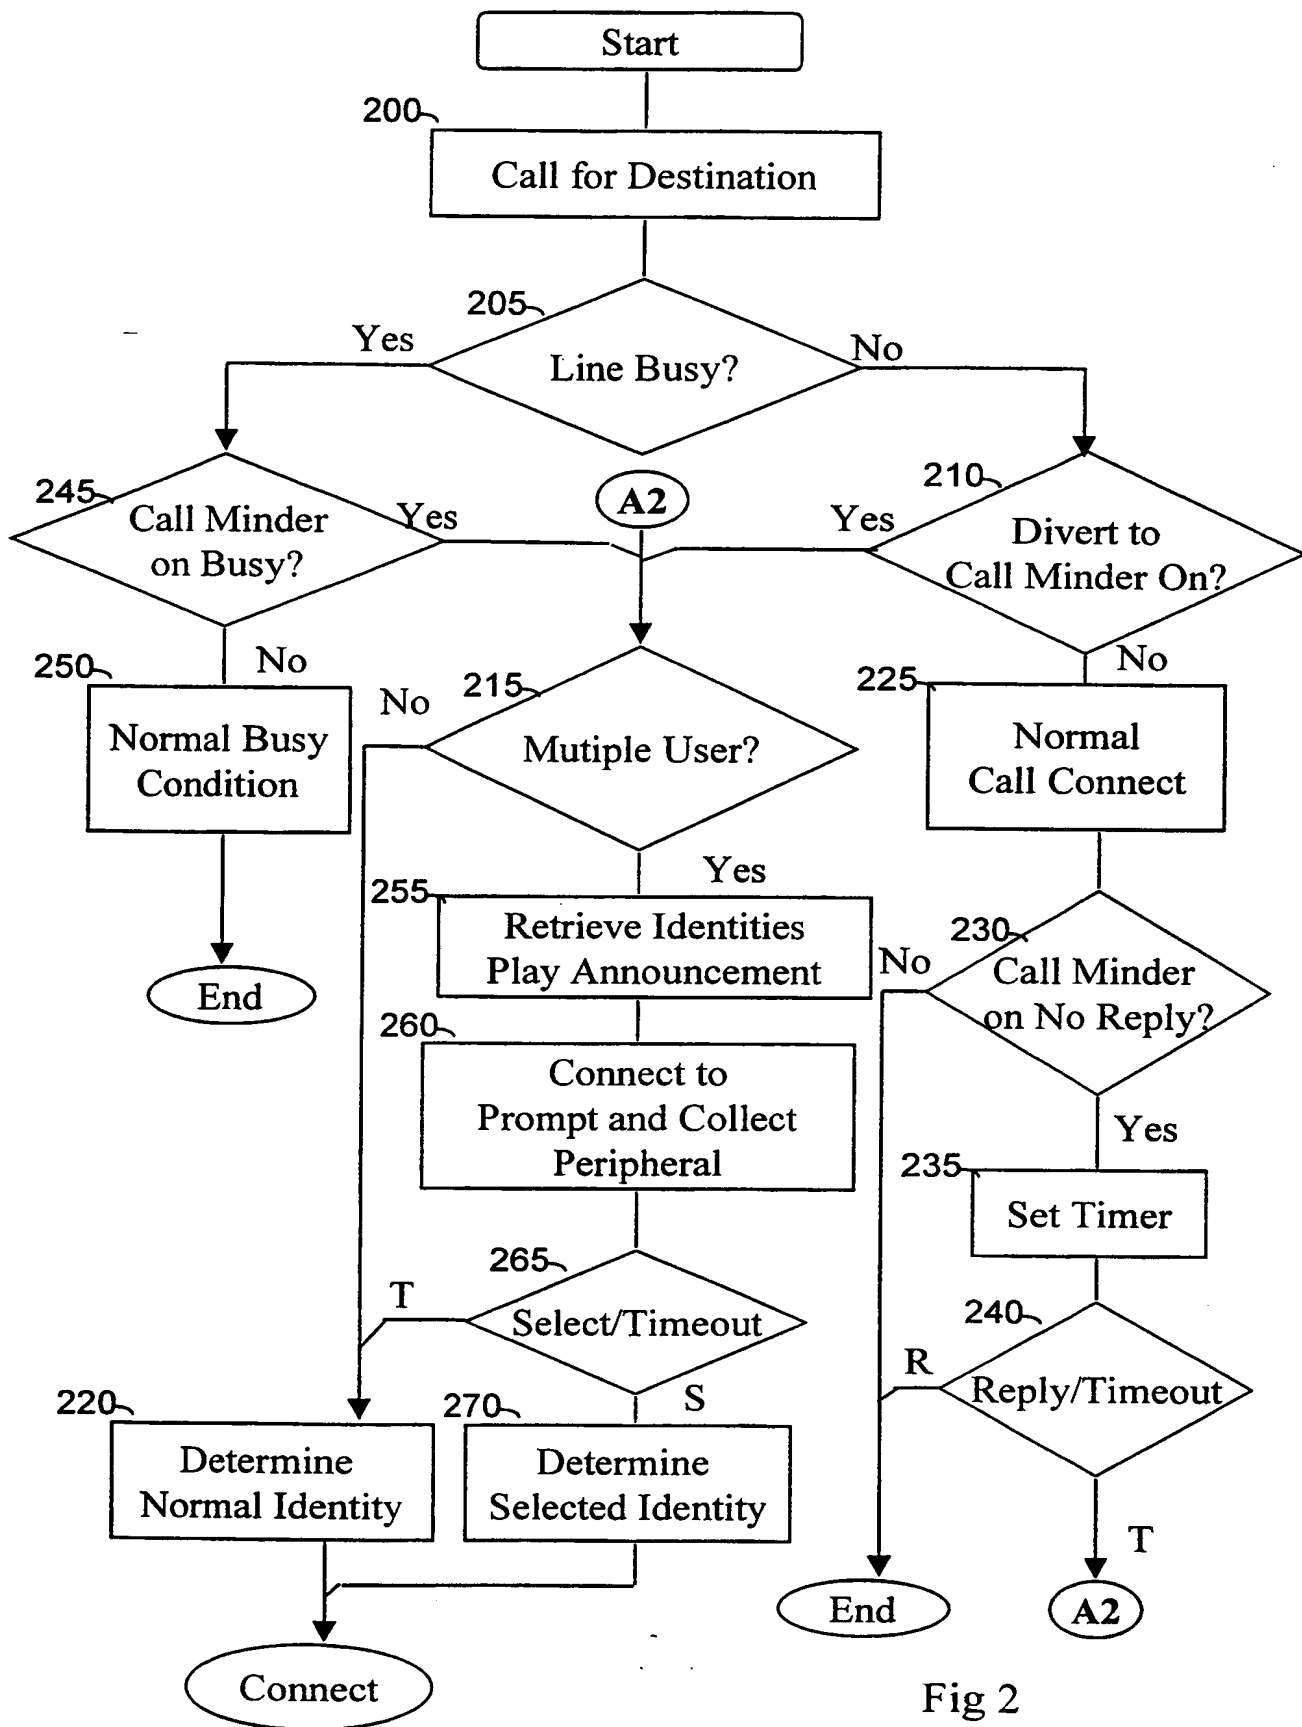 Start
200
Call for Destination
205
Yes
No
Line Busy?
245
Call Minder
on Busy?
Yes
A2
210
Yes
Divert to
Call Minder On?
No
No
250
Normal Busy
Condition
215
No
Mutiple User?
225
Normal
Call Connect
Yes
255
Retrieve Identities
Play Announcement
230
No
Call Minder
on No Reply?
End
260
Connect to
Prompt and Collect
Peripheral
Yes
235
Set Timer
265
T
Select/Timeout
S
240
R
Reply/Timeout
220
Determine
Normal Identity
270
Determine
Selected Identity
T
End
A2
Connect
Fig 2